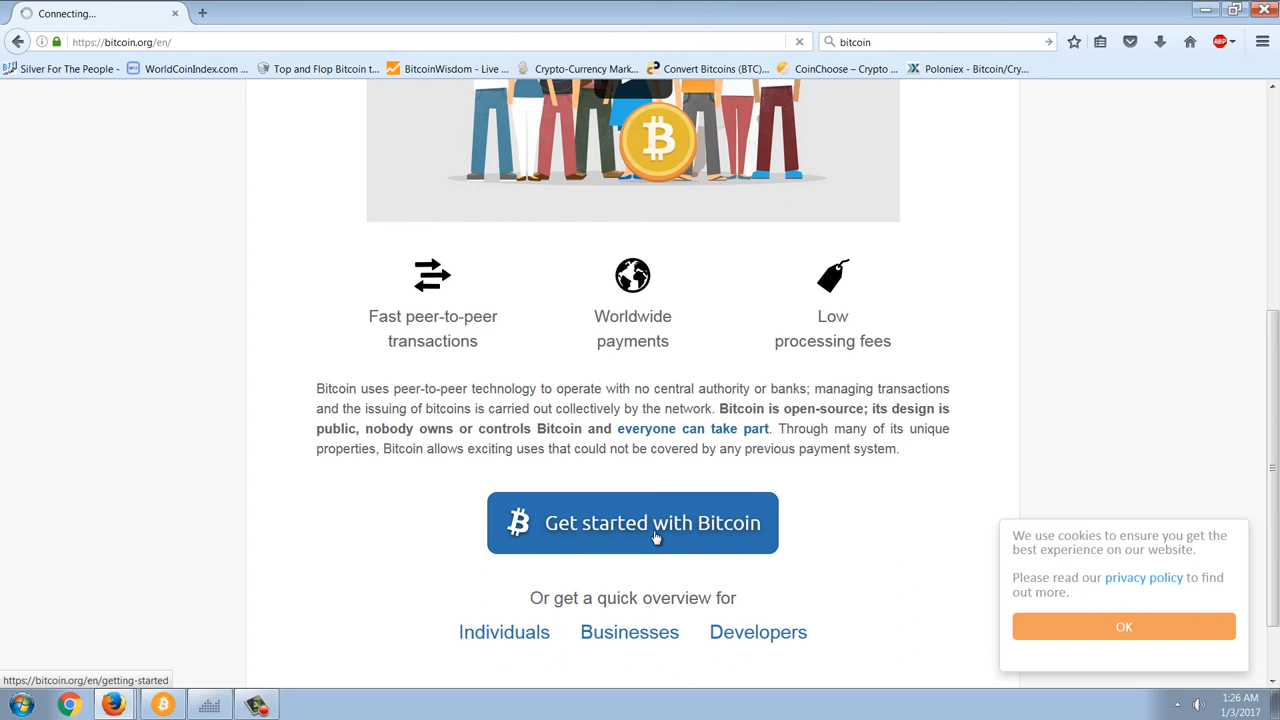 Connecting...
https://bitcoin.org/en/
bitcoin
Silver For The People - ...
WorldCoinIndex.com ...
Top and Flop Bitcoin t...
BitcoinWisdom - Live ...
Crypto-Currency Mark...
Convert Bitcoins (BTC)...
CoinChoose – Crypto ...
Poloniex - Bitcoin/Cry...
ABP
Fast peer-to-peer
transactions
Worldwide
payments
Low
processing fees
Bitcoin uses peer-to-peer technology to operate with no central authority or banks; managing transactions
and the issuing of bitcoins is carried out collectively by the network. Bitcoin is open-source; its design is
public, nobody owns or controls Bitcoin and everyone can take part. Through many of its unique
properties, Bitcoin allows exciting uses that could not be covered by any previous payment system.
Get started with Bitcoin
Or get a quick overview for
Individuals Businesses Developers
We use cookies to ensure you get the
best experience on our website.
Please read our privacy policy to find
out more.
OK
https://bitcoin.org/en/getting-started
1:26 AM
1/3/2017